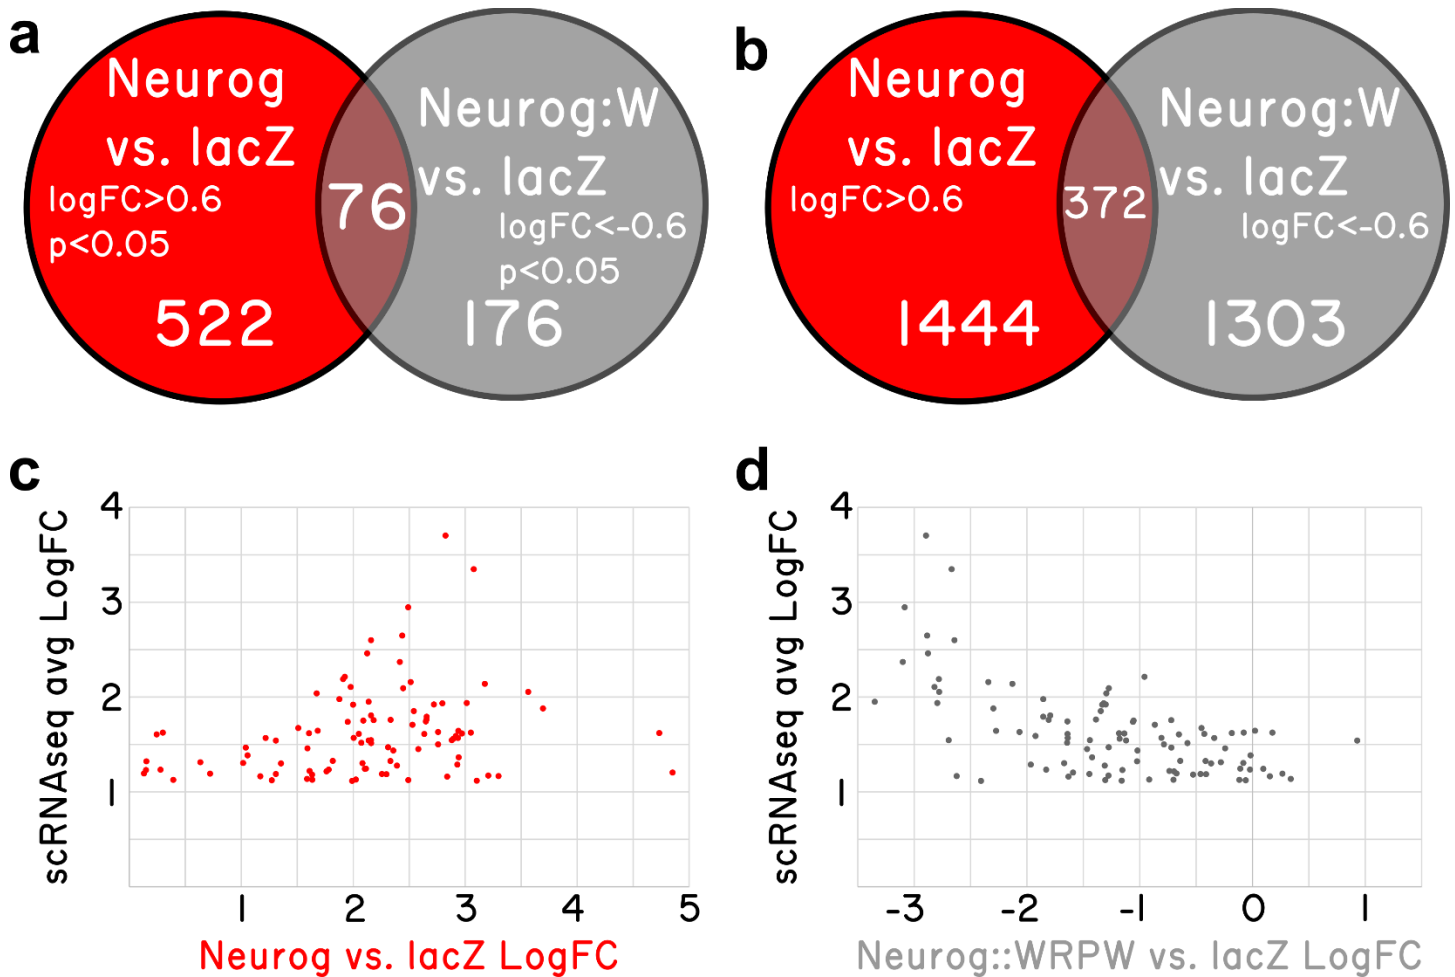 a
Neurog
vs. lacZ
logFC>0.6
p<0.05
522
76
Neurog:W
vs. lacZ
logFC<-0.6
p<0.05
176
b
Neurog
vs. lacZ
logFC>0.6
1444
372
Neurog:W
vs. lacZ
logFC<-0.6
1303
c
scRNAseq avg LogFC
4
3
2
1
1 2 3 4 5
Neurog vs. lacZ LogFC
d
scRNAseq avg LogFC
4
3
2
1
-3 -2 -1 0 1
Neurog::WRPW vs. lacZ LogFC